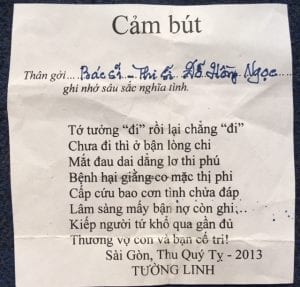 Cảm bút
Thân gởi... Bác sĩ - Thi sĩ Đỗ Hồng Ngọc....
ghi nhớ sâu sắc nghĩa tình.
Tớ tưởng “đi” rồi lại chẳng “đi”
Chưa đi thì ở bận lòng chi
Mắt đau dai dẳng lơ thi phú
Bệnh hại giằng co mặc thị phi
Cấp cứu bao cơn tình chửa đáp
Lâm sàng mấy bận nợ còn ghi...
Kiếp người tứ khổ qua gần đủ
Thương vợ con và bạn cố tri!
Sài Gòn, Thu Quý Tỵ - 2013
TƯỜNG LINH